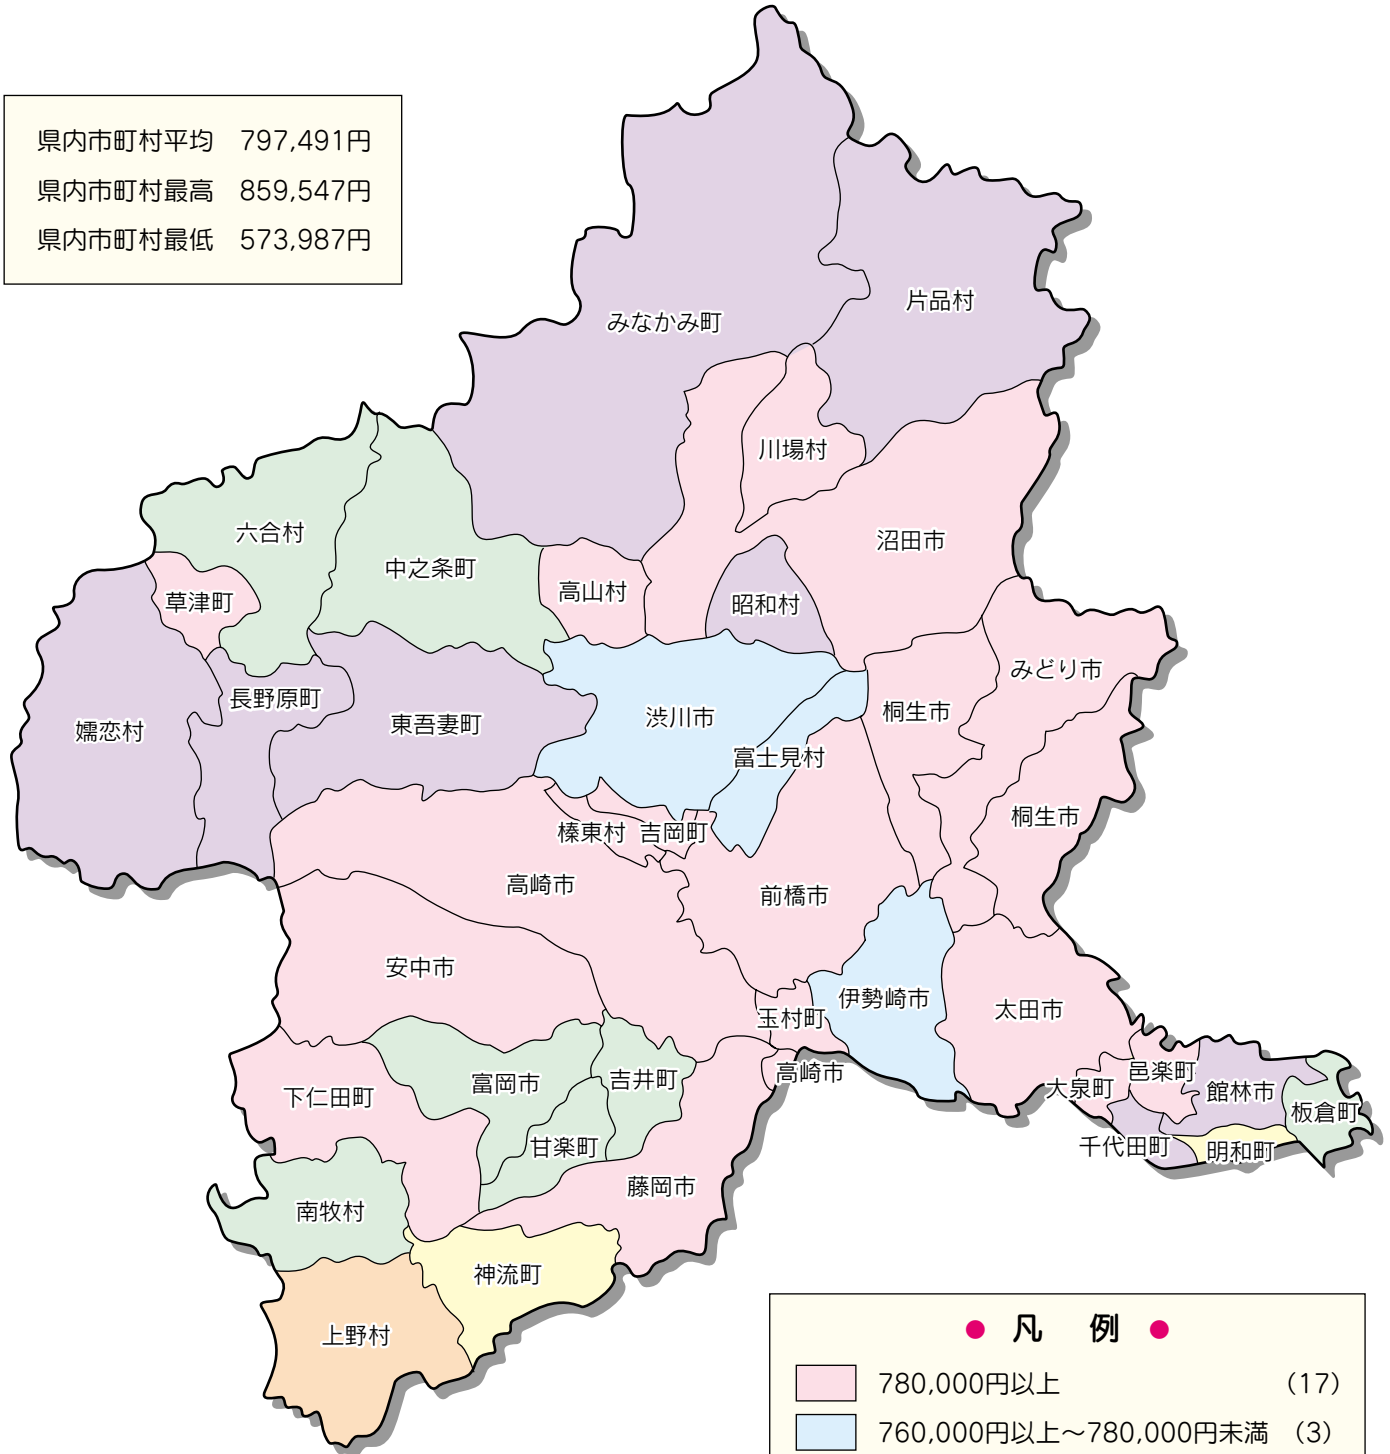 県内市町村平均 797,491円
県内市町村最高 859,547円
県内市町村最低 573,987円
みなかみ町
片品村
川場村
沼田市
六合村
中之条町
高山村
昭和村
草津町
みどり市
長野原町
嬬恋村
東吾妻町
渋川市
桐生市
富士見村
桐生市
榛東村
吉岡町
高崎市
前橋市
安中市
伊勢崎市
太田市
玉村町
高崎市
富岡市
吉井町
下仁田町
大泉町
邑楽町
館林市
板倉町
甘楽町
千代田町
明和町
藤岡市
南牧村
神流町
上野村
● 凡 例 ●
780,000円以上 (17)
760,000円以上～780,000円未満 (3)